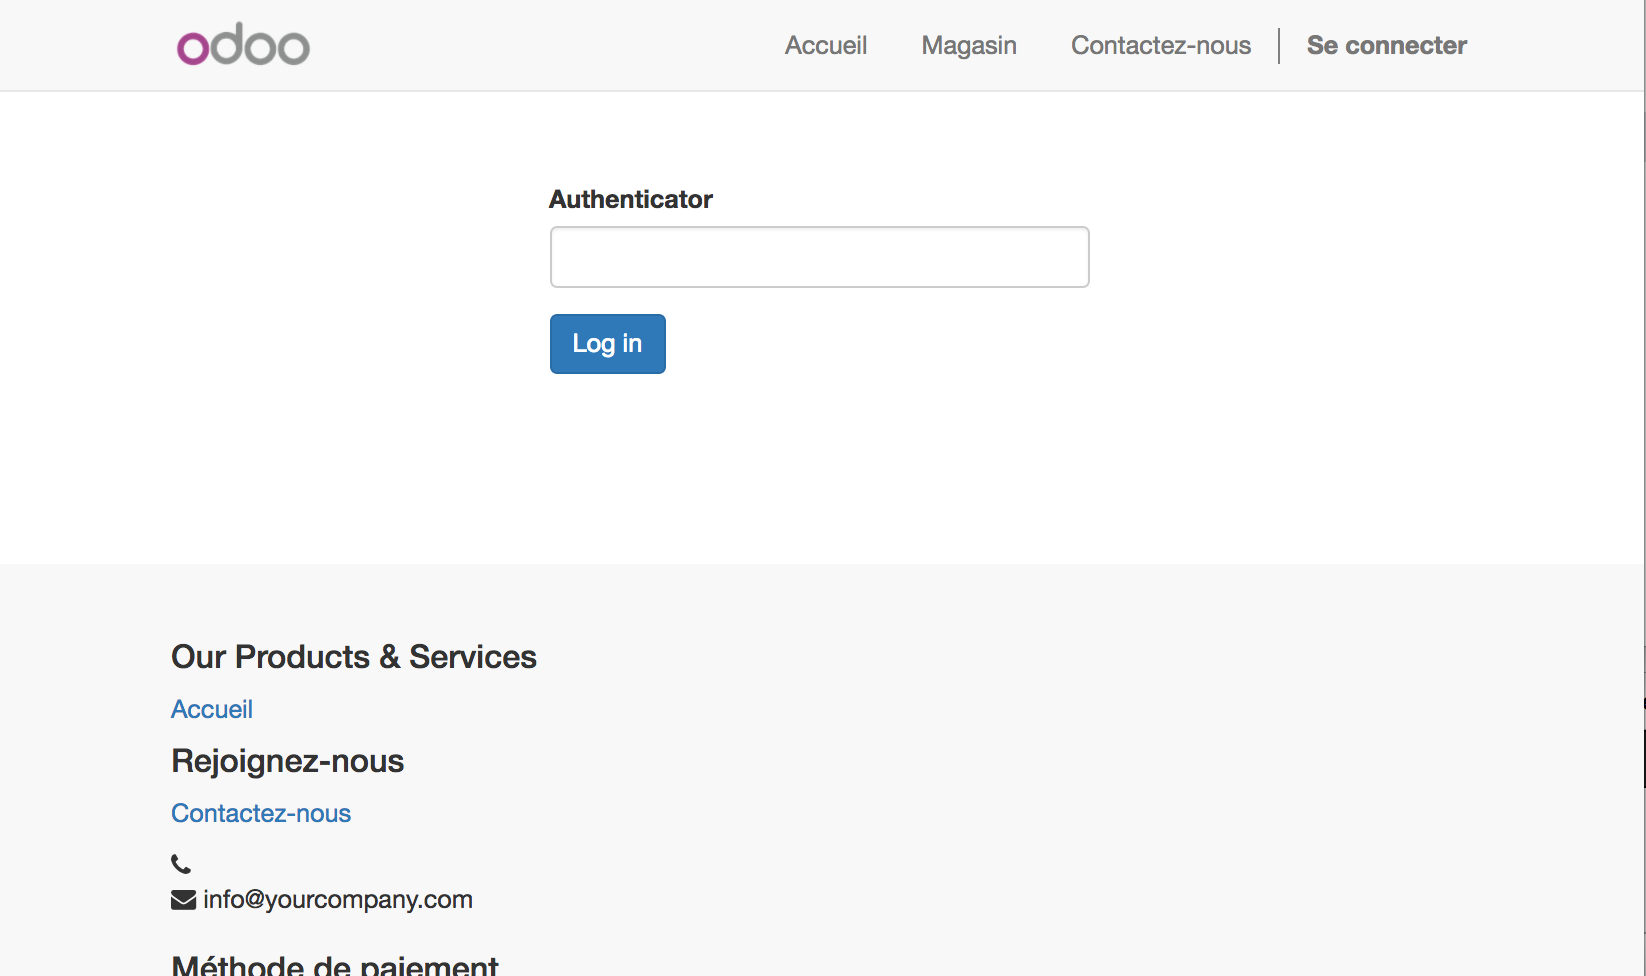 odoo
Accueil Magasin Contactez-nous Se connecter
Authenticator
Log in
Our Products & Services
Accueil
Rejoignez-nous
Contactez-nous
info@yourcompany.com
Méthode de paiement